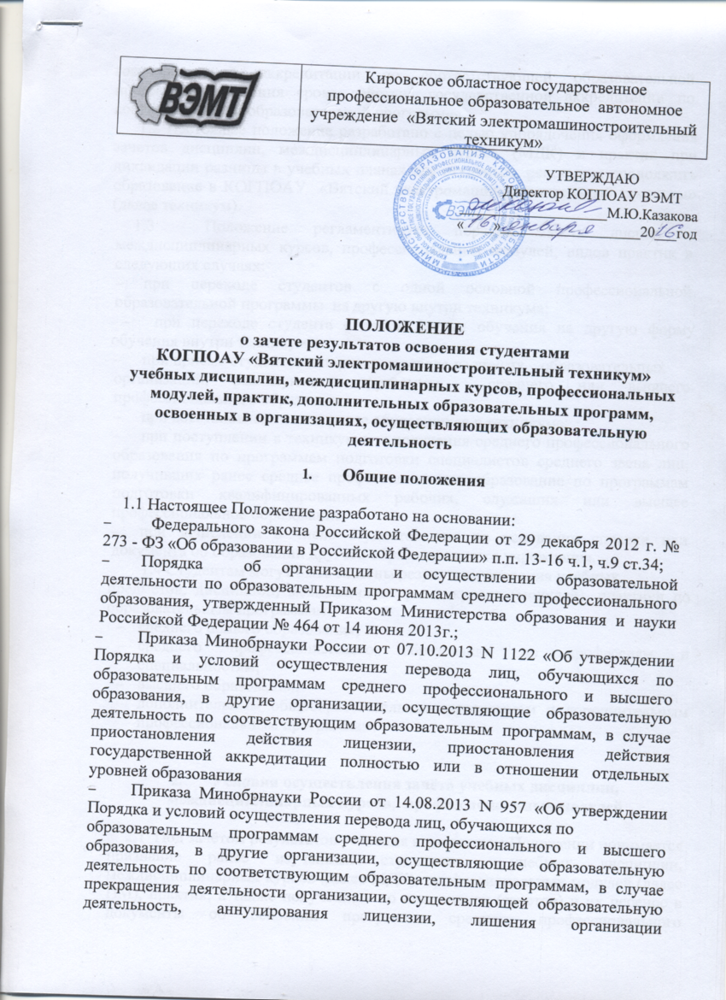 ВЭМТ
Кировское областное государственное
профессиональное образовательное автономное
учреждение «Вятский электромашиностроительный
техникум»
УТВЕРЖДАЮ
Директор КОГПОАУ ВЭМТ
М.Ю.Казакова
«16» января 2016 год
ПОЛОЖЕНИЕ
о зачете результатов освоения студентами
КОГПОАУ «Вятский электромашиностроительный техникум»
учебных дисциплин, междисциплинарных курсов, профессиональных
модулей, практик, дополнительных образовательных программ,
освоенных в организациях, осуществляющих образовательную
деятельность
1. Общие положения
1.1 Настоящее Положение разработано на основании:
– Федерального закона Российской Федерации от 29 декабря 2012 г. №
273 - ФЗ «Об образовании в Российской Федерации» п.п. 13-16 ч.1, ч.9 ст.34;
– Порядка об организации и осуществлении образовательной
деятельности по образовательным программам среднего профессионального
образования, утвержденный Приказом Министерства образования и науки
Российской Федерации № 464 от 14 июня 2013г.;
– Приказа Минобрнауки России от 07.10.2013 N 1122 «Об утверждении
Порядка и условий осуществления перевода лиц, обучающихся по
образовательным программам среднего профессионального и высшего
образования, в другие организации, осуществляющие образовательную
деятельность по соответствующим образовательным программам, в случае
приостановления действия лицензии, приостановления действия
государственной аккредитации полностью или в отношении отдельных
уровней образования
– Приказа Минобрнауки России от 14.08.2013 N 957 «Об утверждении
Порядка и условий осуществления перевода лиц, обучающихся по
образовательным программам среднего профессионального и высшего
образования, в другие организации, осуществляющие образовательную
деятельность по соответствующим образовательным программам, в случае
прекращения деятельности организации, осуществляющей образовательную
деятельность,
аннулирования лицензии, лишения организации